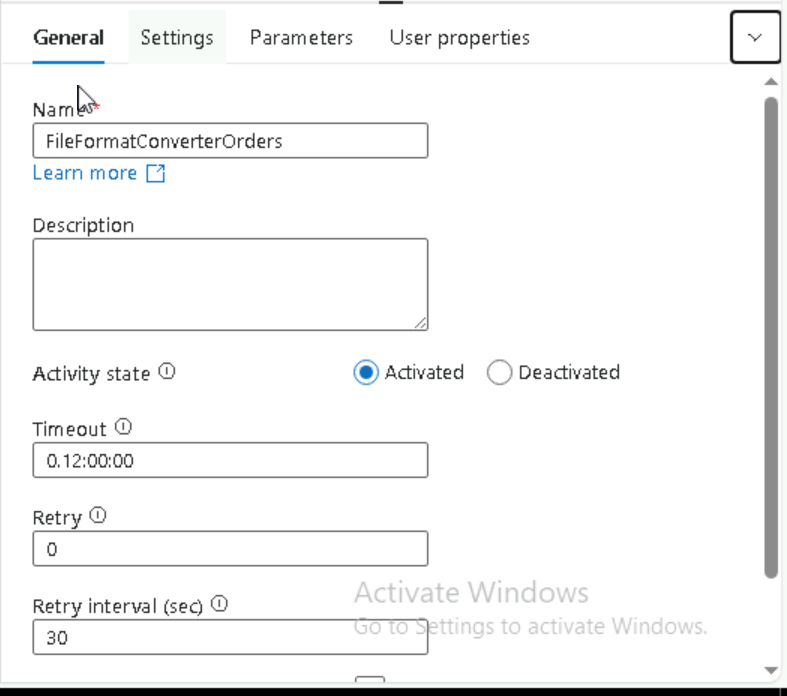 General Settings Parameters User properties
Name*
FileFormatConverterOrders
Learn more
Description
Activity state Activated Deactivated
Timeout
0.12:00:00
Retry
0
Activate Windows
Retry interval (sec)
Go to Settings to activate Windows.
30